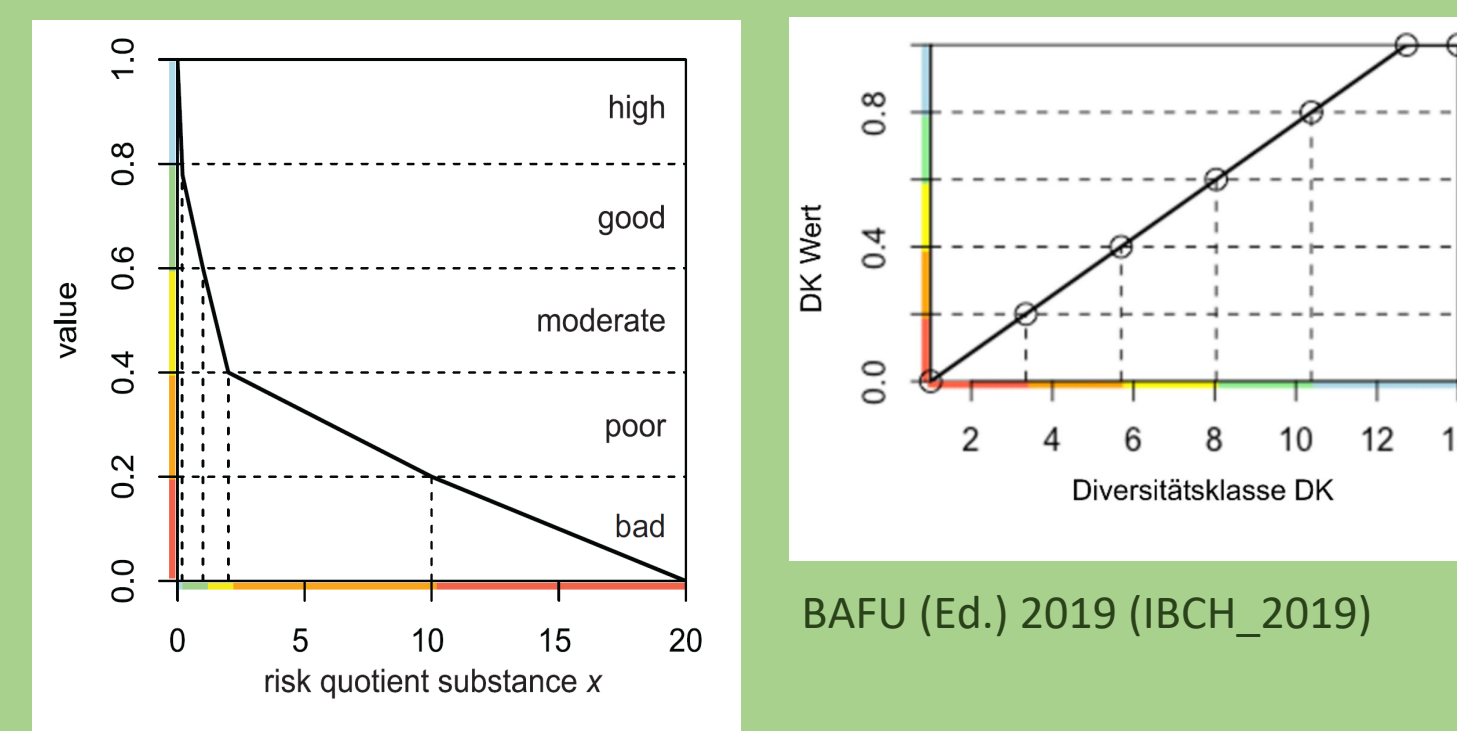 1.0
0.8
0.6
0.4
0.2
0.0
value
high
good
moderate
poor
bad
0 5 10 15 20
risk quotient substance x
0.8
0.4
0.0
DK Wert
2 4 6 8 10 12 1
Diversitätsklasse DK
BAFU (Ed.) 2019 (IBCH_2019)